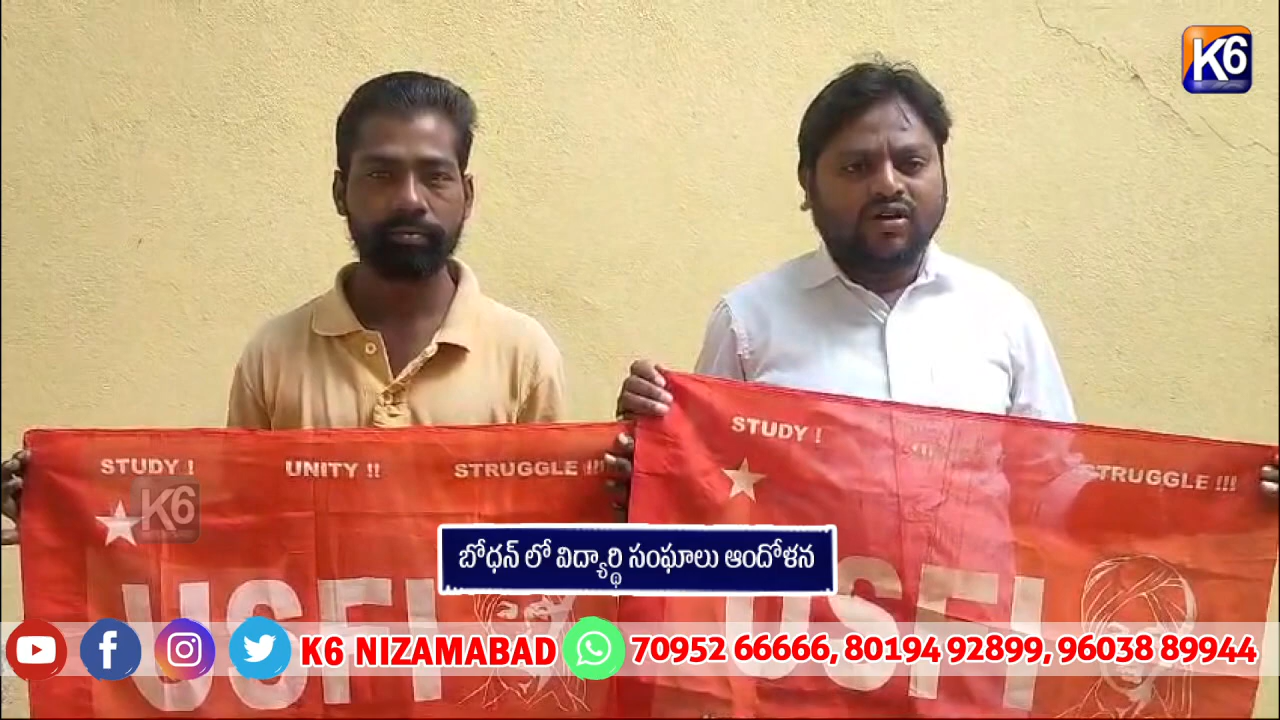 K6
STUDY ! UNITY !! STRUGGLE !!!
K6
USFI
STUDY ! STRUGGLE !!!
USFI
బోధన్ లో విద్యార్థి సంఘాలు ఆందోళన
K6 NIZAMABAD 70952 66666, 80194 92899, 96038 89944